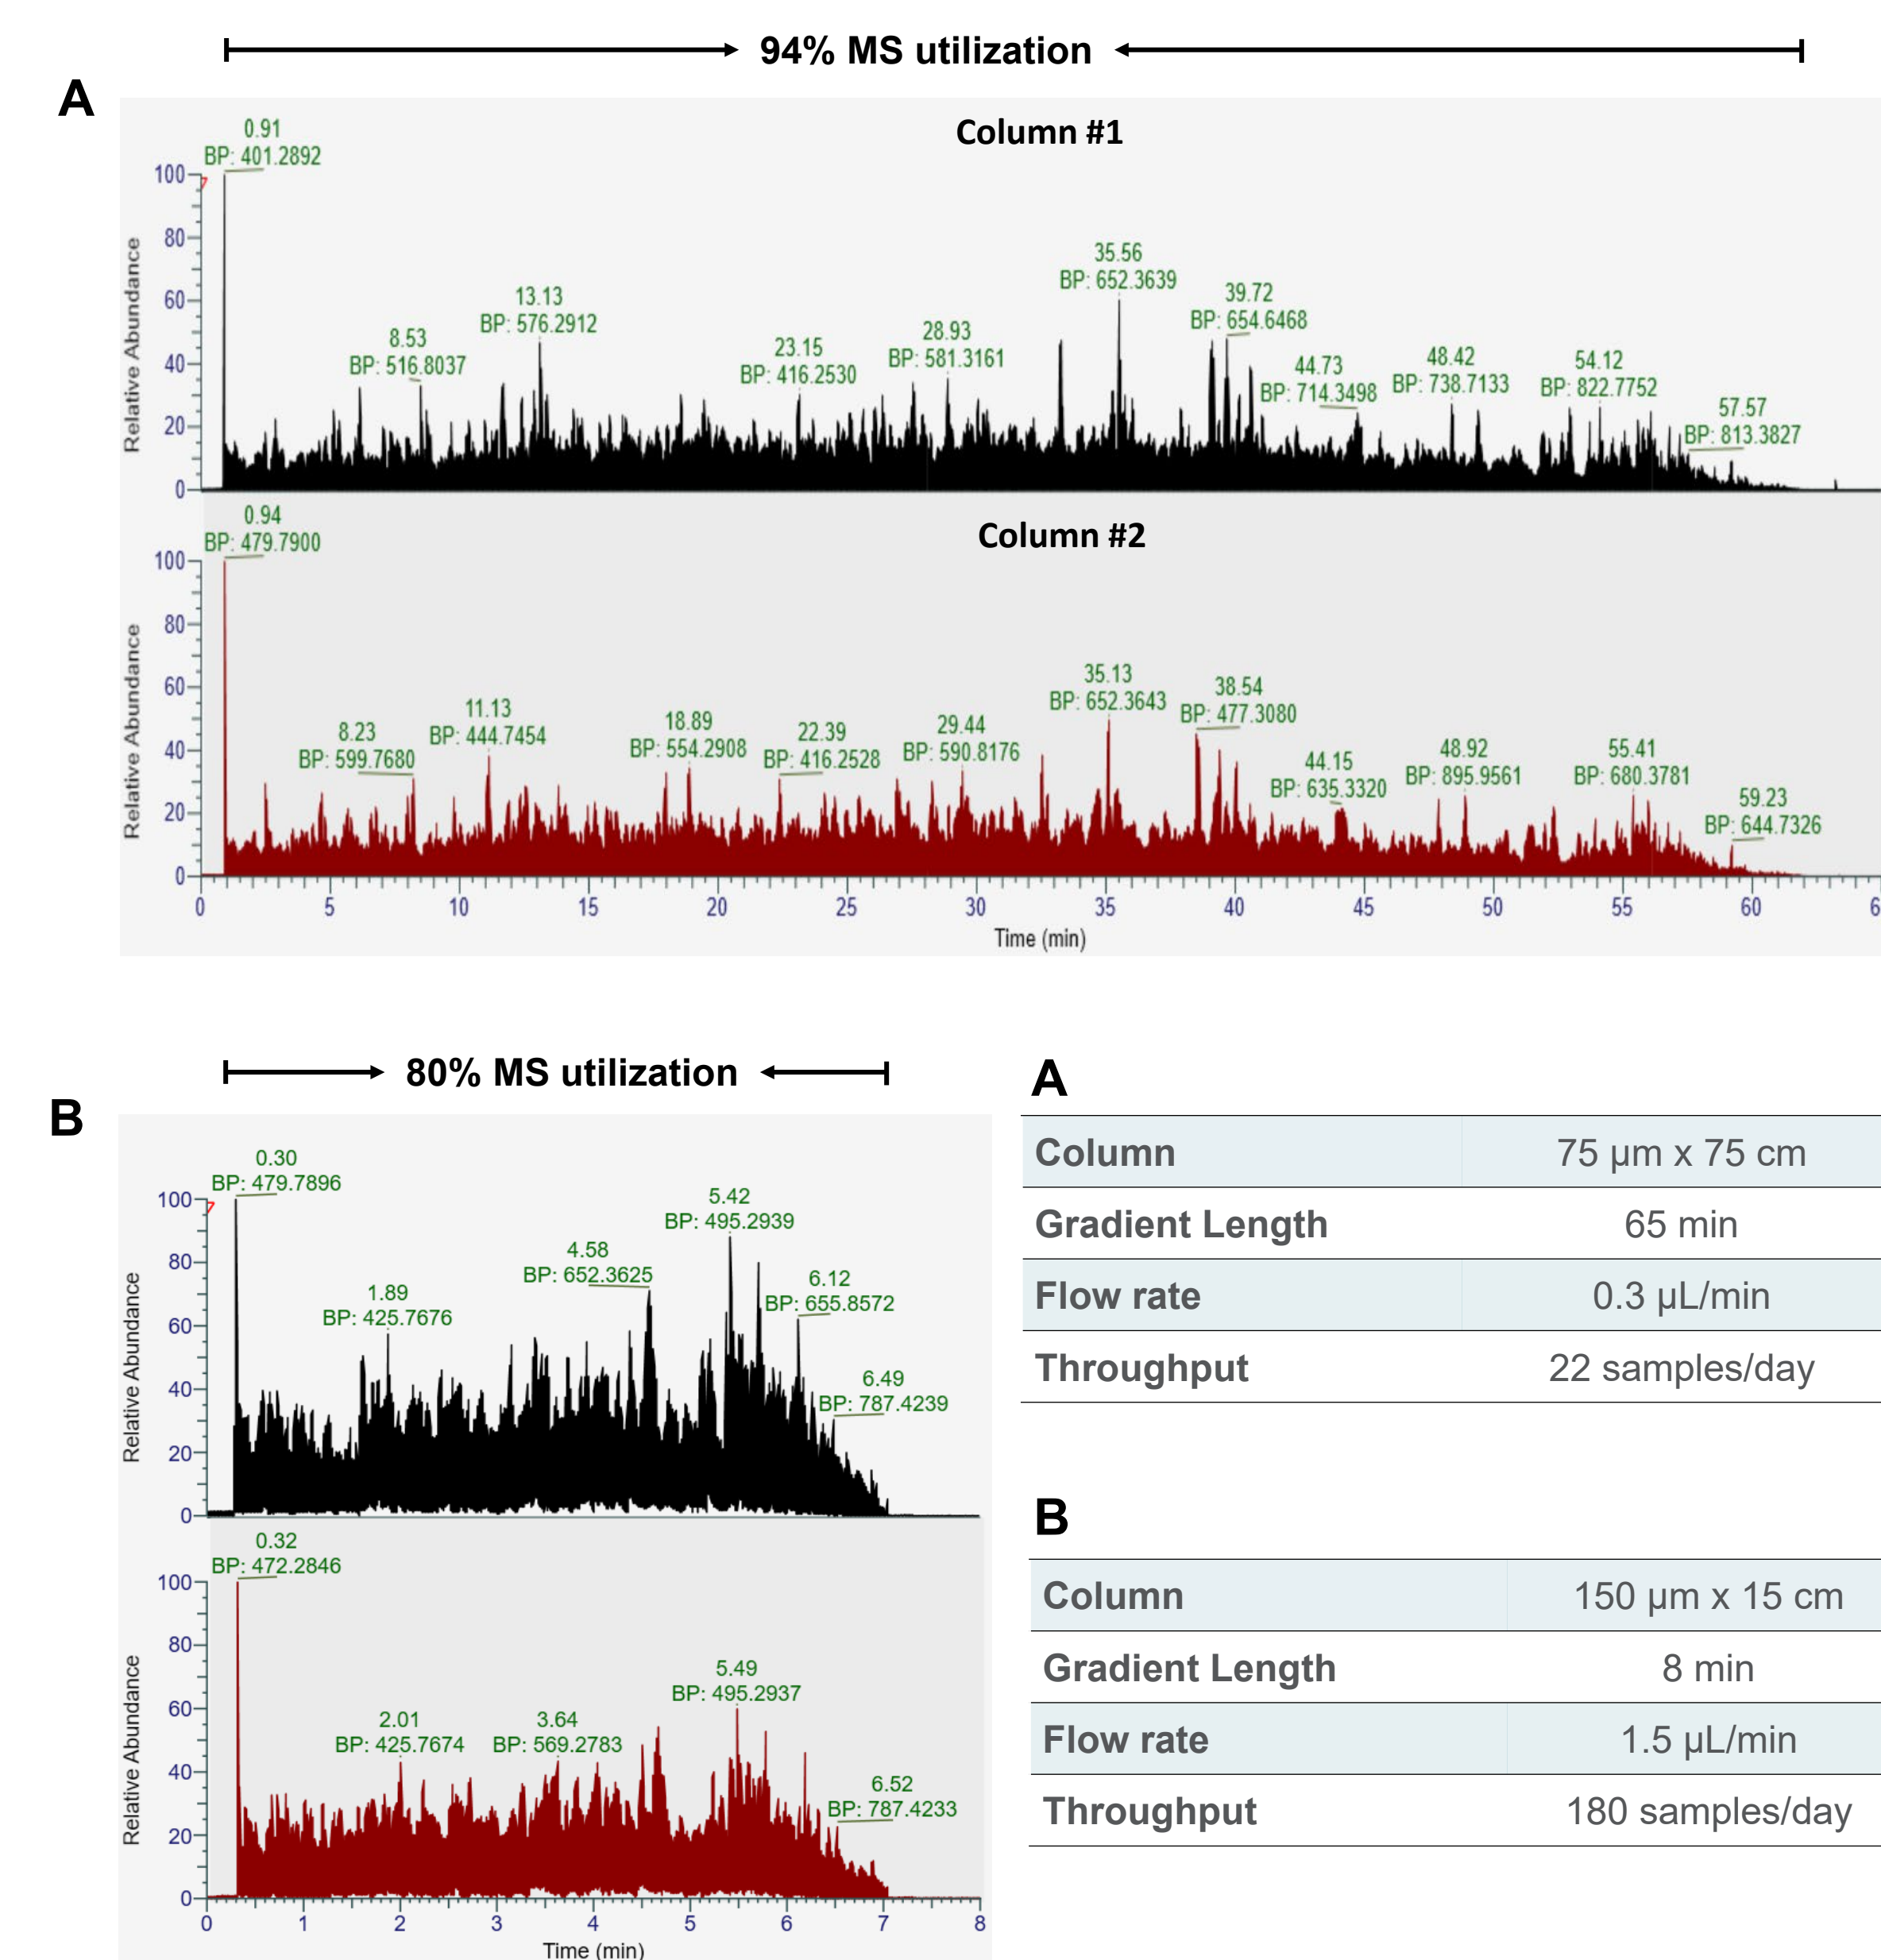 94% MS utilization
A
Column #1
0.91
BP: 401.2892
35.56
BP: 652.3639
13.13
BP: 576.2912
39.72
BP: 654.6468
8.53
BP: 516.8037
23.15
BP: 416.2530
28.93
BP: 581.3161
44.73
BP: 714.3498
48.42
BP: 738.7133
54.12
BP: 822.7752
57.57
BP: 813.3827
100
80
60
40
20
0
Relative Abundance
Column #2
0.94
BP: 479.7900
35.13
BP: 652.3643
38.54
BP: 477.3080
8.23
BP: 599.7680
11.13
BP: 444.7454
18.89
BP: 554.2908
22.39
BP: 416.2528
29.44
BP: 590.8176
44.15
BP: 635.3320
48.92
BP: 895.9561
55.41
BP: 680.3781
59.23
BP: 644.7326
100
80
60
40
20
0
Relative Abundance
0 5 10 15 20 25 30 35 40 45 50 55 60 6
Time (min)
80% MS utilization
B
0.30
BP: 479.7896
5.42
BP: 495.2939
4.58
BP: 652.3625
1.89
BP: 425.7676
6.12
BP: 655.8572
6.49
BP: 787.4239
100
80
60
40
20
0
Relative Abundance
0.32
BP: 472.2846
5.49
BP: 495.2937
2.01
BP: 425.7674
3.64
BP: 569.2783
6.52
BP: 787.4233
100
80
60
40
20
0
Relative Abundance
0 1 2 3 4 5 6 7 8
Time (min)
A
Column 75 µm x 75 cm
Gradient Length 65 min
Flow rate 0.3 µL/min
Throughput 22 samples/day
B
Column 150 µm x 15 cm
Gradient Length 8 min
Flow rate 1.5 µL/min
Throughput 180 samples/day